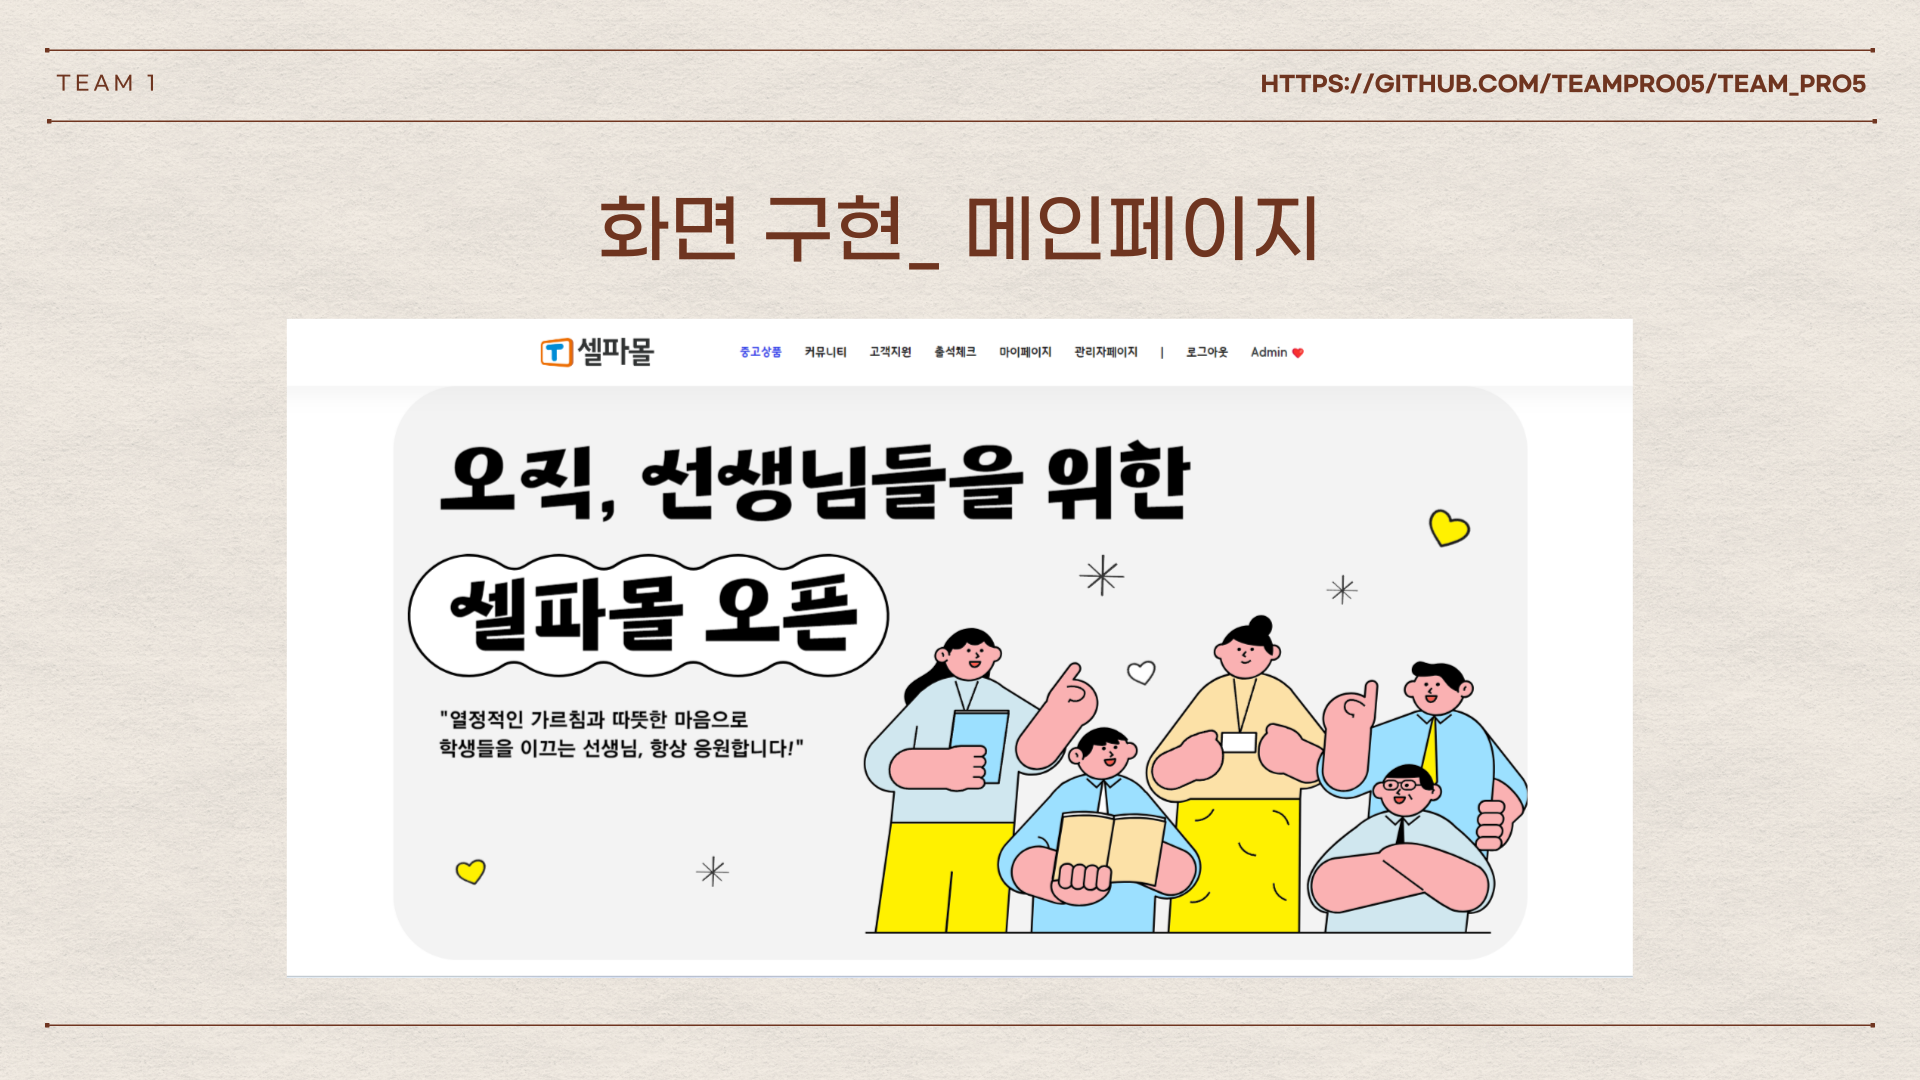 TEAM 1
HTTPS://GITHUB.COM/TEAMPRO05/TEAM_PRO5
화면 구현_ 메인페이지
T 셀파몰
중고상품 커뮤니티 고객지원 출석체크 마이페이지 관리자페이지 | 로그아웃 Admin
오직, 선생님들을 위한
셀파몰 오픈
"열정적인 가르침과 따뜻한 마음으로
학생들을 이끄는 선생님, 항상 응원합니다!"